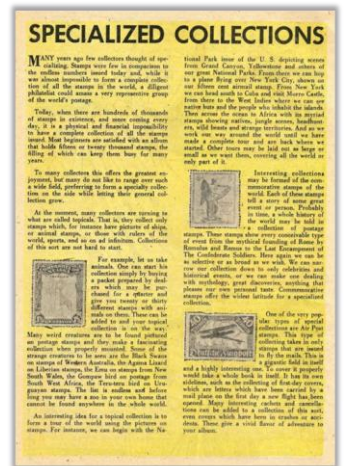 SPECIALIZED COLLECTIONS
MANY years ago few collectors thought of spe-
cializing. Stamps were few in comparison to
the endless numbers issued today and, while it
was almost impossible to form a complete collec-
tion of all the stamps in the world, a diligent
philatelist could amass a very representative group
of the world's postage.
Today, when there are hundreds of thousands
of stamps in existence, and more coming every
day, it is a physical and financial impossibility
to have a complete collection of all the stamps
issued. Most beginners are satisfied with an album
that holds fifteen or twenty thousand stamps, the
filling of which can keep them busy for many
years.
To many collectors this offers the greatest en-
joyment, but many do not like to range over such
a wide field, preferring to form a specialty collec-
tion on the side while letting their general col-
lection grow.
At the moment, many collectors are turning to
what are called topicals. That is, they collect only
stamps which, for instance have pictures of ships,
or animal stamps, or those with rulers of the
world, sports, and so on ad infinitum. Collections
of this sort are not hard to start.
For example, let us take
animals. One can start his
collection simply by buying
a packet prepared by deal-
ers which may be pur-
chased for a quarter and
give you twenty or thirty
different stamps with ani-
mals on them. These can be
added to and your topical
collection is on the way.
Many weird creatures are to be found pictured
on postage stamps and they make a fascinating
collection when properly mounted. Some of the
strange creatures to be seen are the Black Swans
on stamps of Western Australia, the Agama Lizard
on Liberian stamps, the Emu on stamps from New
South Wales, the Gompsee bird on postage from
South West Africa, the Teru-teru bird on Uru-
guayan stamps. The list is endless and before
long you may have a zoo in your own home that
cannot be found anywhere in the whole world.
An interesting idea for a topical collection is to
form a tour of the world using the pictures on
stamps. For instance, we can begin with the Na-
tional Park issue of the U. S. depicting scenes
from Grand Canyon, Yellowstone and others of
our great National Parks. From there we can hop
to a plane flying over New York City, shown on
our fifteen cent airmail stamp. From New York
we can head south to Cuba and visit Morro Castle,
from there to the West Indies where we can see
native huts and the people who inhabit the islands.
Then across the ocean to Africa with its myriad
stamps showing natives, jungle scenes, headhunt-
ers, wild beasts and strange territories. And so we
work our way around the world until we have
made a complete tour and are back where we
started. Other tours may be laid out as large or
small as we want them, covering all the world or
only part of it.
Interesting collections
may be formed of the com-
memorative stamps of the
world. Each of these stamps
tell a story of some great
event or person. Probably
in time, a whole history of
the world may be told in
a collection of postage
stamps. These stamps show every conceivable type
of event from the mythical founding of Rome by
Romulus and Remus to the Last Encampment of
The Confederate Soldiers. Here again we can be
as selective or as broad as we wish. We can nar-
row our collection down to only celebrities and
historical events, or we can make one dealing
with mythology, great discoveries, anything that
pleases our own personal taste. Commemorative
stamps offer the widest latitude for a specialized
collection.
One of the very pop-
ular types of special
collections are Air Post
stamps. This type of
collecting takes in only
stamps that are issued
to fly the mails. This is
a gigantic field in itself
and a highly interesting one. To cover it properly
would take a whole book in itself. It has its own
sidelines, such as the collecting of first-day covers,
which are letters which have been carried by a
mail plane on the first day a new flight has been
opened. Many interesting cachets and cancella-
tions can be added to a collection of this sort,
even covers which have been in crashes or acci-
dents. These give a vivid flavor of adventure to
your album.